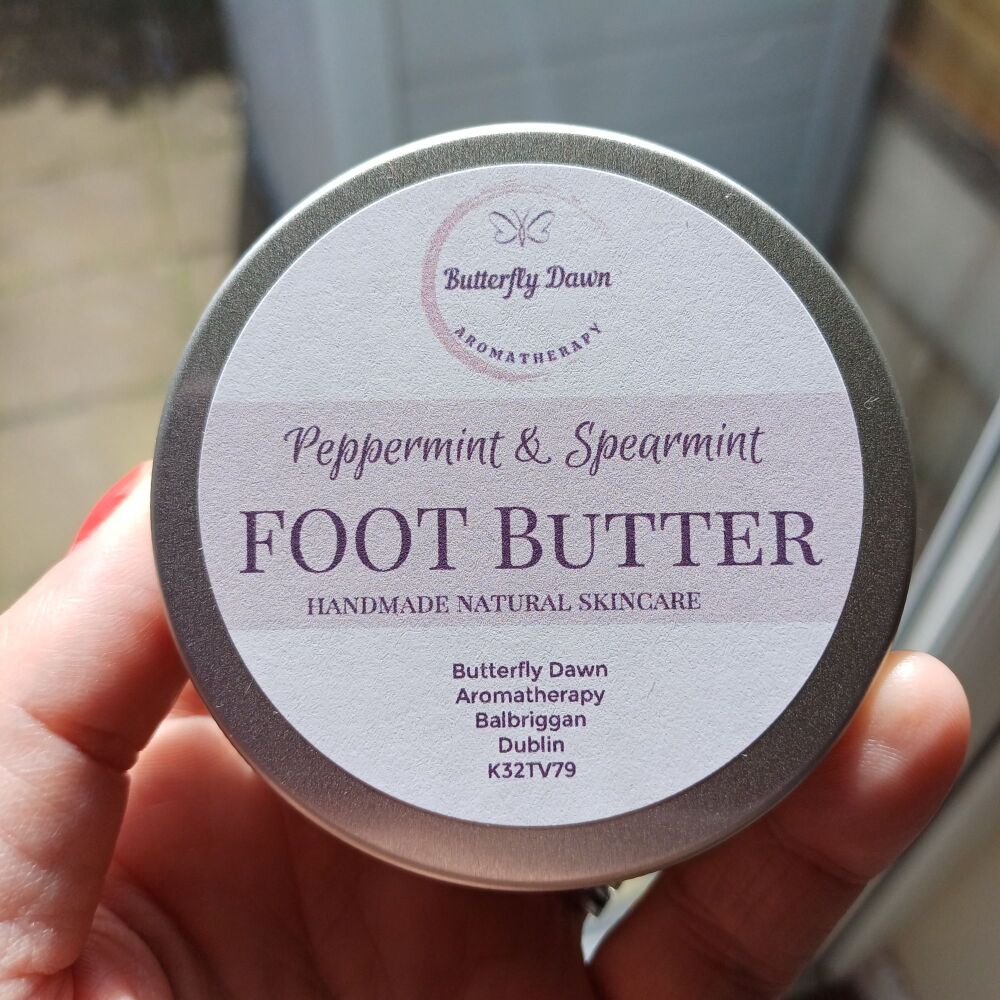 Butterfly Dawn
AROMATHERAPY
Peppermint & Spearmint
FOOT BUTTER
HANDMADE NATURAL SKINCARE
Butterfly Dawn
Aromatherapy
Balbriggan
Dublin
K32TV79